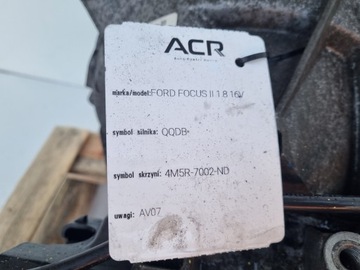 ACR
marka/model: FORD FOCUS II 1.8 16V
symbol silnika: QQDB
symbol skrzyni: 4M5R-7002-ND
uwagi: AV07